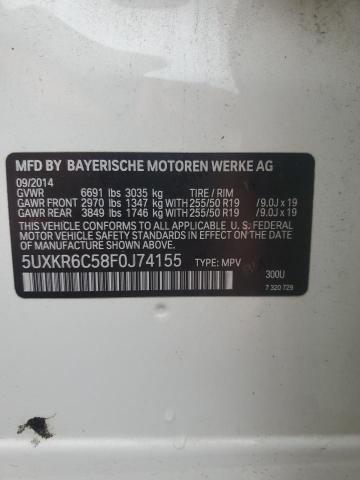 MFD BY BAYERISCHE MOTOREN WERKE AG
09/2014
GVWR 6691 lbs 3035 kg TIRE / RIM
GAWR FRONT 2970 lbs 1347 kg WITH 255/50 R19 /9.0J x 19
GAWR REAR 3849 lbs 1746 kg WITH 255/50 R19 /9.0J x 19
THIS VEHICLE CONFORMS TO ALL
APPLICABLE U.S. FEDERAL MOTOR
VEHICLE SAFETY STANDARDS IN EFFECT
ON THE DATE OF MANUFACTURE SHOWN ABOVE.
5UXKR6C58F0J74155 TYPE: MPV
300U
7 320 729